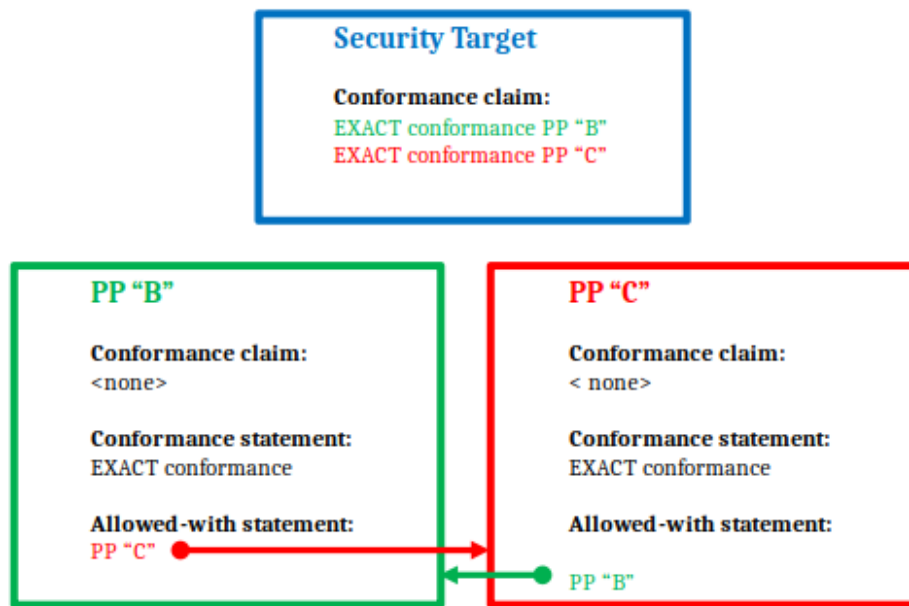 Security Target
Conformance claim:
EXACT conformance PP “B”
EXACT conformance PP “C”
PP “B”
Conformance claim:
<none>
Conformance statement:
EXACT conformance
Allowed-with statement:
PP “C”
PP “C”
Conformance claim:
< none>
Conformance statement:
EXACT conformance
Allowed-with statement:
PP “B”